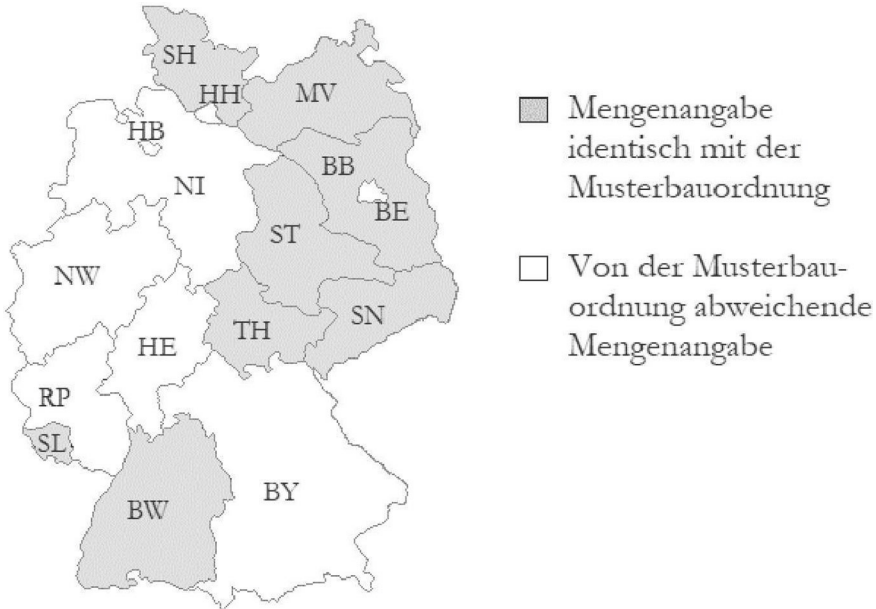 SH
HH
MV
HB
BB
NI
BE
ST
NW
SN
TH
HE
RP
SL
BY
BW
Mengenangabe
identisch mit der
Musterbauordnung
Von der Musterbau-
ordnung abweichende
Mengenangabe